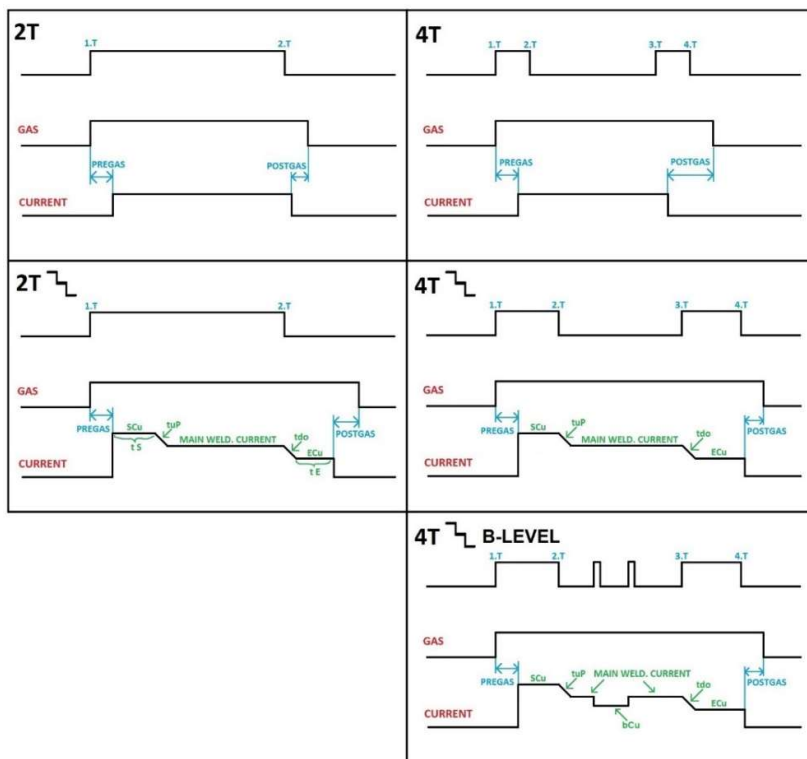 2T
1.T 2.T
GAS
PREGAS POSTGAS
CURRENT
4T
1.T 2.T 3.T 4.T
GAS
PREGAS POSTGAS
CURRENT
2T
1.T 2.T
GAS
PREGAS SCu tuP MAIN WELD. CURRENT tdo POSTGAS
t S ECu
CURRENT t E
4T
1.T 2.T 3.T 4.T
GAS
PREGAS SCu tuP MAIN WELD. CURRENT tdo POSTGAS
ECu
CURRENT
4T B-LEVEL
1.T 2.T 3.T 4.T
GAS
PREGAS SCu tuP MAIN WELD. CURRENT tdo POSTGAS
ECu
CURRENT bCu